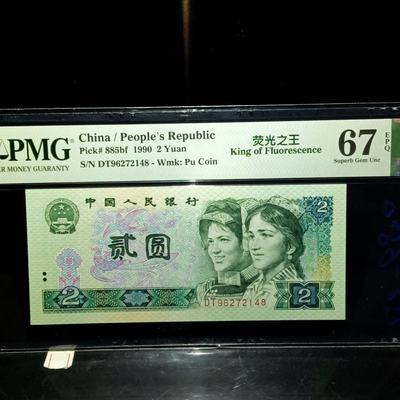 PMG
ER MONEY GUARANTY
China / People's Republic
Pick# 885bf 1990 2 Yuan
S/N DT96272148 - Wmk: Pu Coin
荧光之王
King of Fluorescence
67
EPQ
Superb Gem Unc
中国人民银行
2
贰圆
DT96272148
2
2